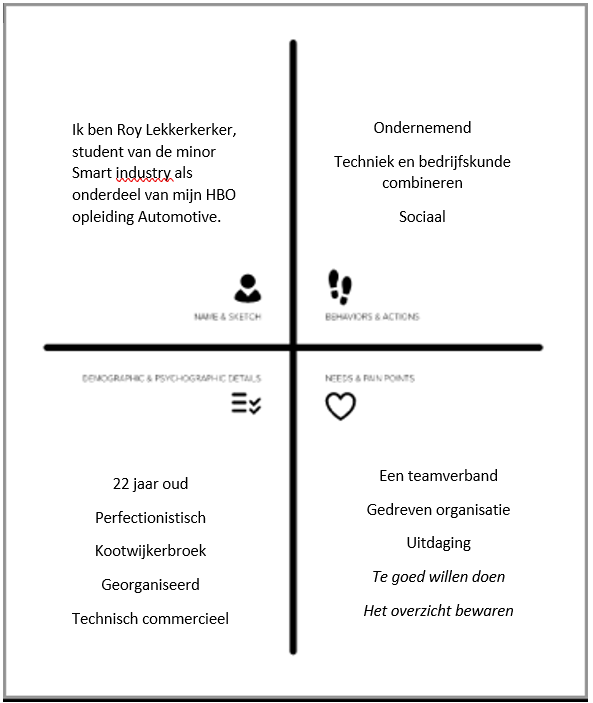 Ik ben Roy Lekkerkerker,
student van de minor
Smart industry als
onderdeel van mijn HBO
opleiding Automotive.
NAME & SKETCH
Ondernemend
Techniek en bedrijfskunde
combineren
Sociaal
BEHAVIORS & ACTIONS
DEMOGRAPHIC & PSYCHOGRAPHIC DETAILS
22 jaar oud
Perfectionistisch
Kootwijkerbroek
Georganiseerd
Technisch commercieel
NEEDS & PAIN POINTS
Een teamverband
Gedreven organisatie
Uitdaging
Te goed willen doen
Het overzicht bewaren